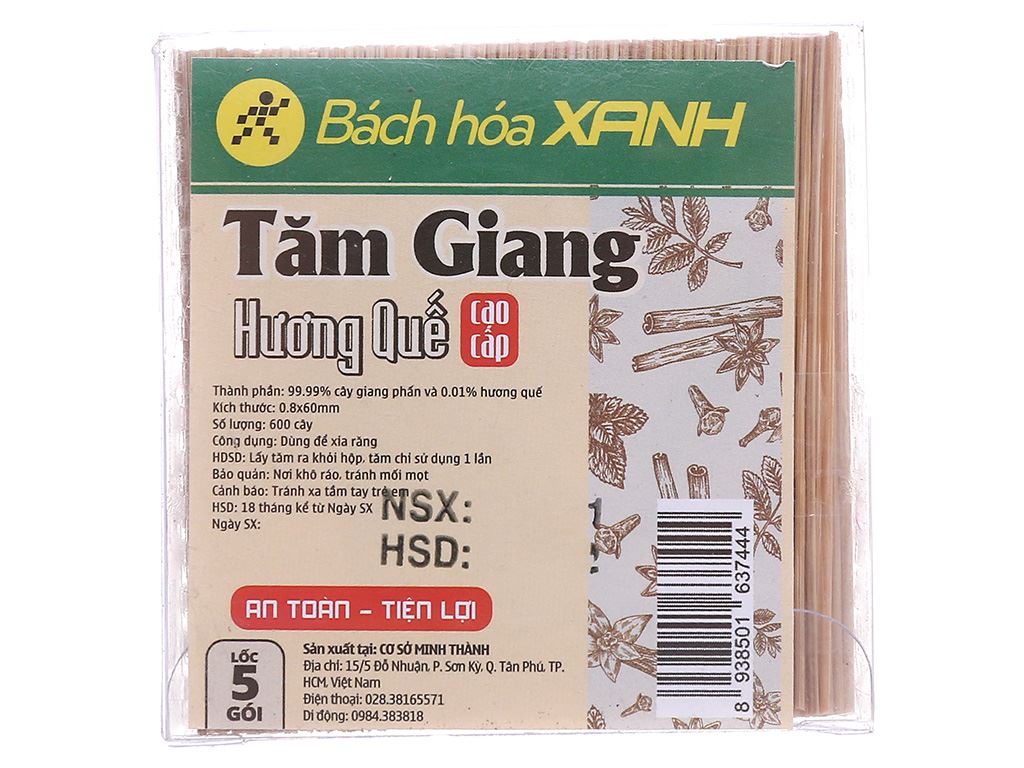 Bách hóa XANH
Tăm Giang
Hương Quế
cao
cấp
Thành phần: 99.99% cây giang phấn và 0.01% hương quế
Kích thước: 0.8x60mm
Số lượng: 600 cây
Công dụng: Dùng để xỉa răng
HDSD: Lấy tăm ra khỏi hộp, tăm chỉ sử dụng 1 lần
Bảo quản: Nơi khô ráo, tránh mối mọt
Cảnh báo: Tránh xa tầm tay trẻ em
HSD: 18 tháng kể từ Ngày SX
Ngày SX:
NSX:
HSD:
AN TOÀN – TIỆN LỢI
LỐC
5
GÓI
Sản xuất tại: CƠ SỞ MINH THÀNH
Địa chỉ: 15/5 Đỗ Nhuận, P. Sơn Kỳ, Q. Tân Phú, TP.
HCM, Việt Nam
Điện thoại: 028.38165571
Di động: 0984.383818
8 938501 637444